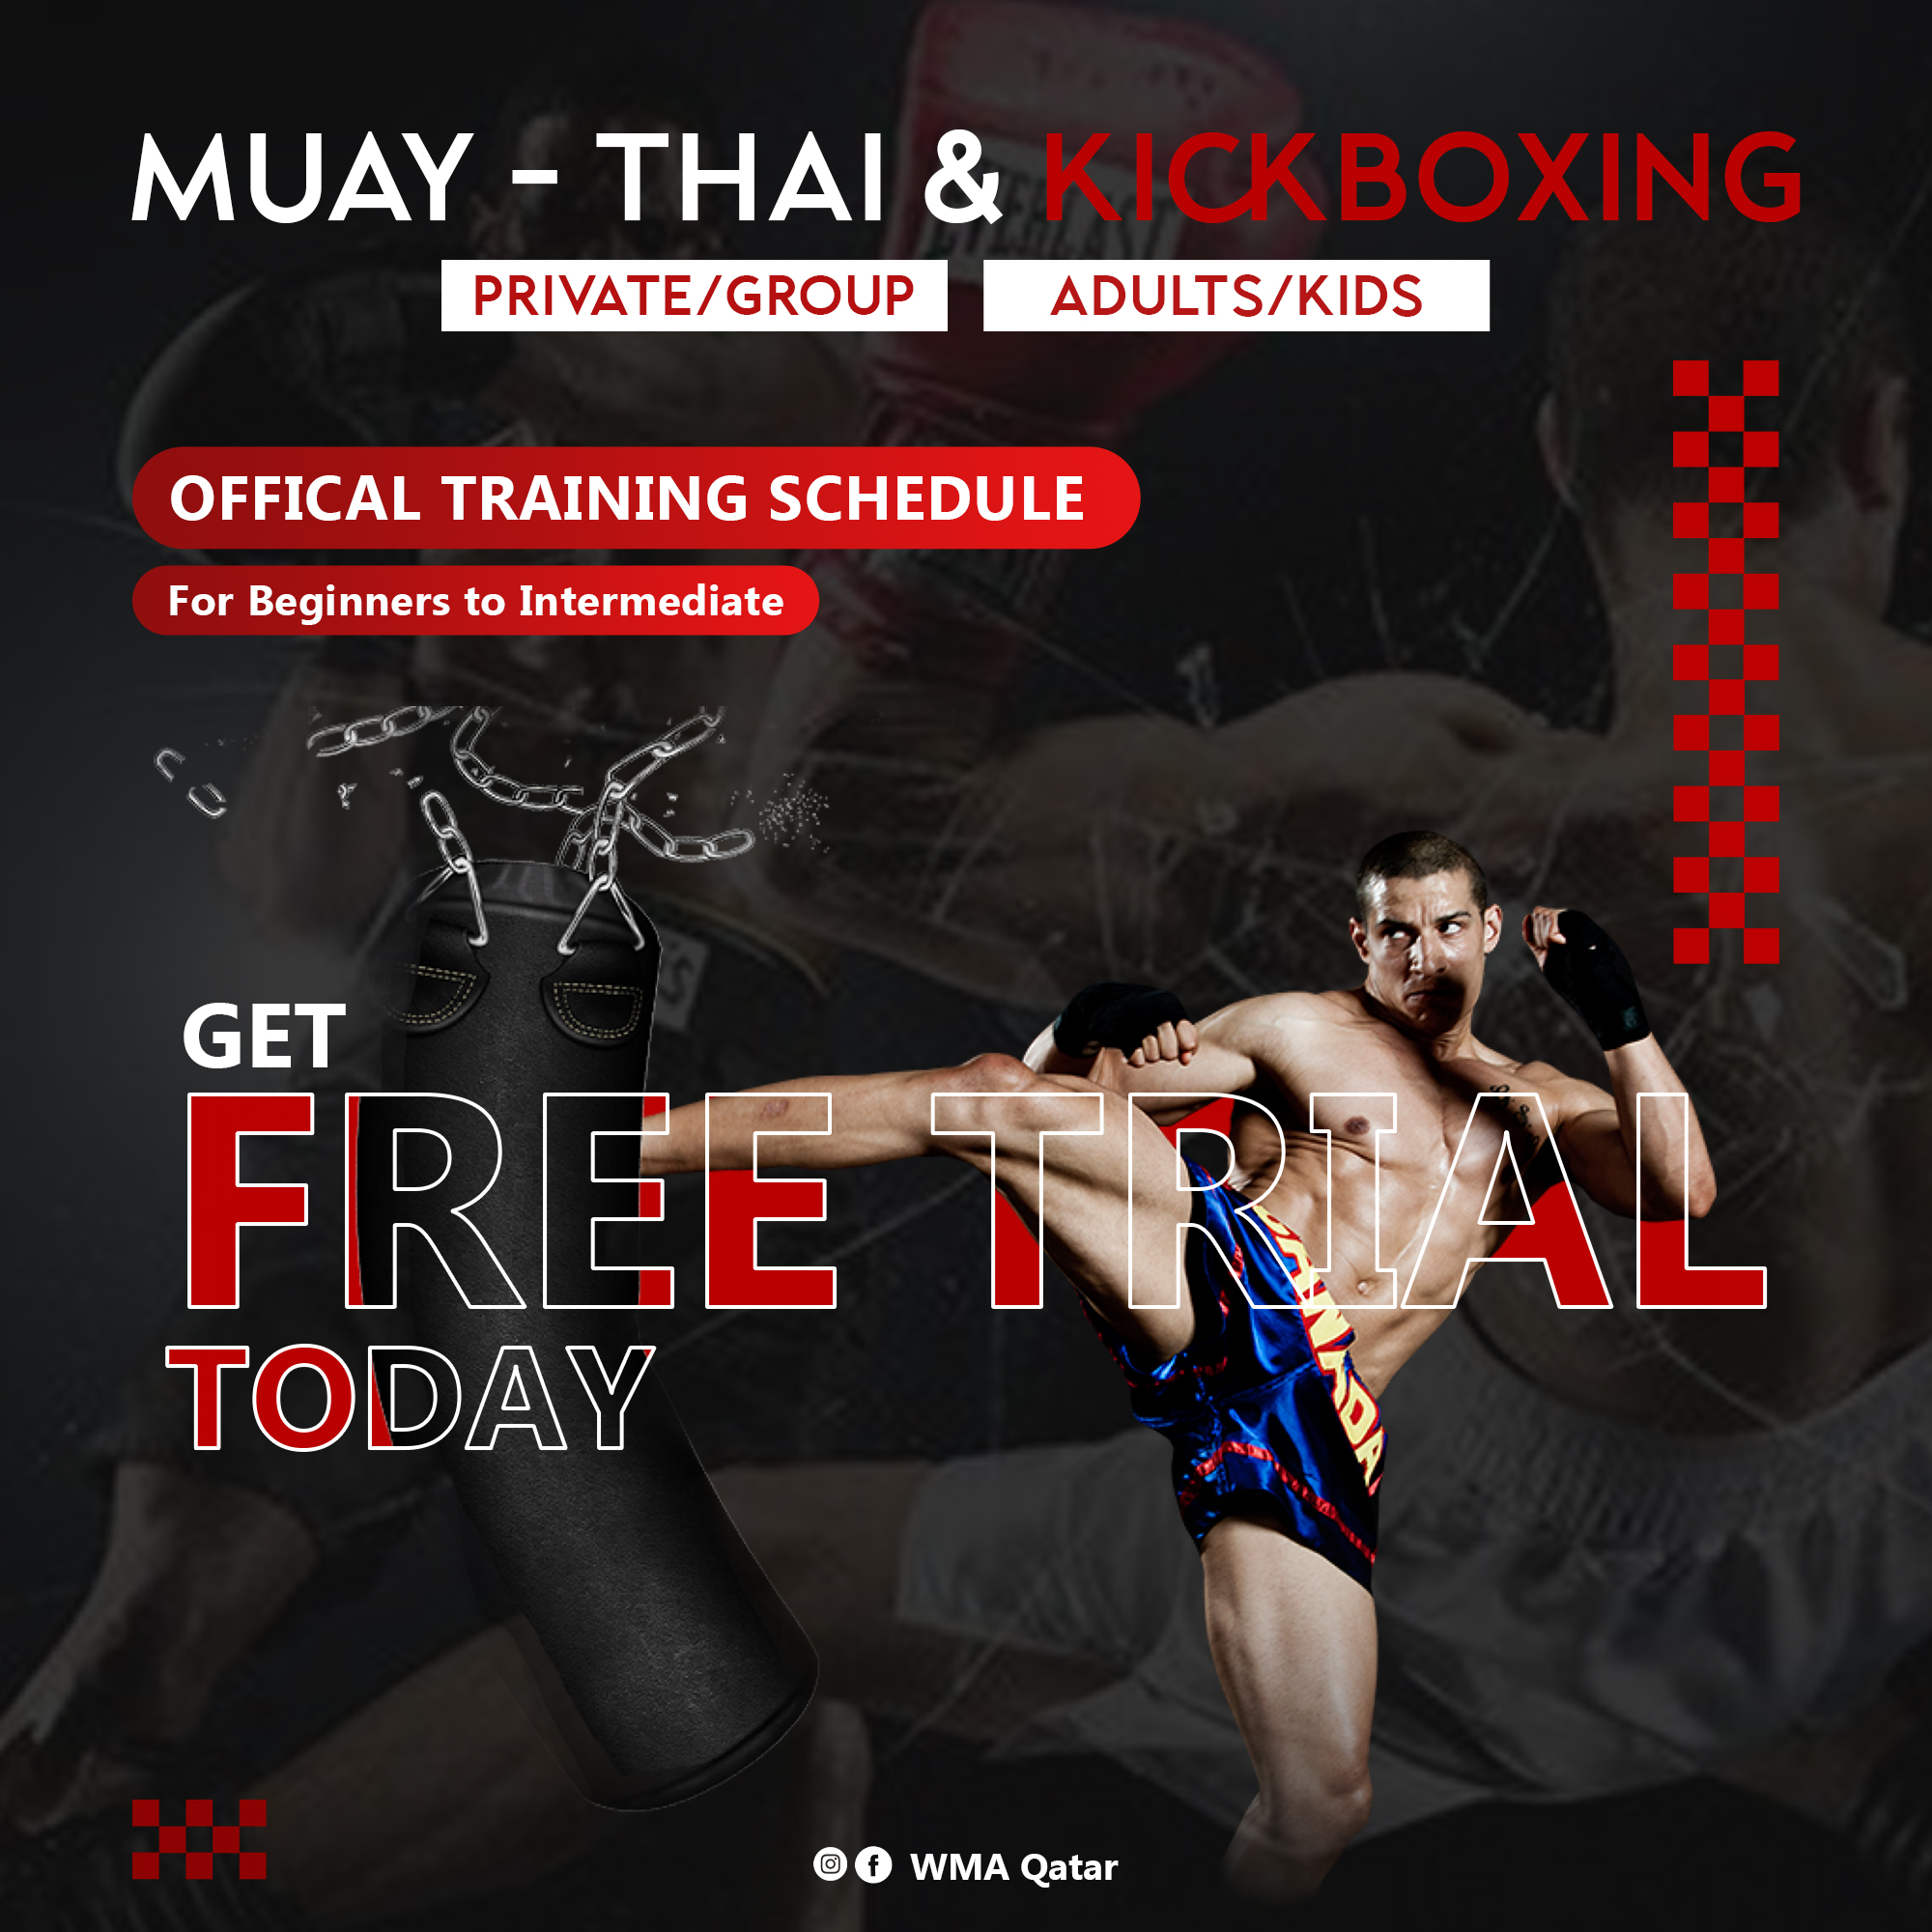 MUAY - THAI & KICKBOXING
PRIVATE/GROUP ADULTS/KIDS
OFFICAL TRAINING SCHEDULE
For Beginners to Intermediate
GET
FREE TRIAL
TODAY
WMA Qatar